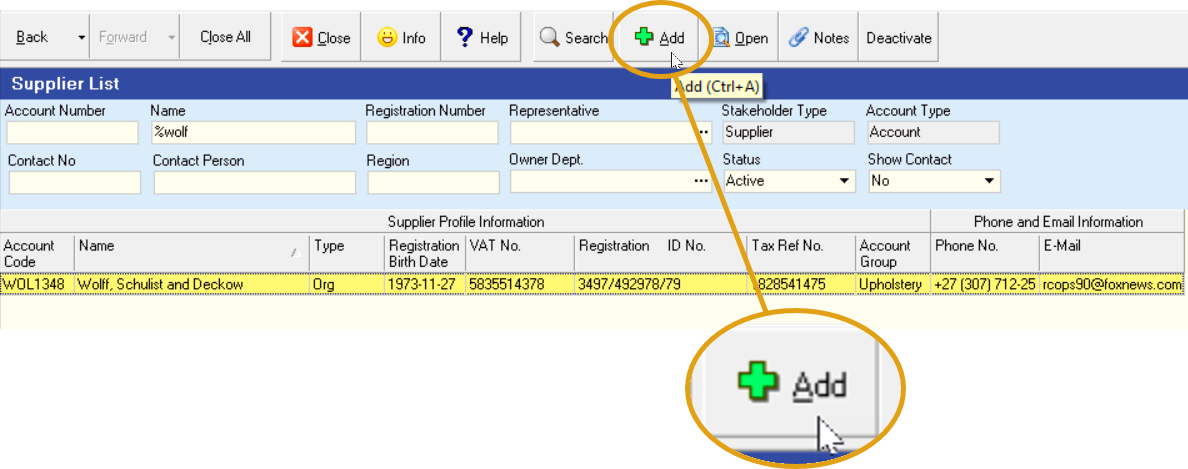 Back Forward Close All Close Info Help Search Add Open Notes Deactivate
Supplier List
Add (Ctrl+A)
Account Number Name Registration Number Representative Stakeholder Type Account Type
%wolf ... Supplier Account
Contact No Contact Person Region Owner Dept. Status Show Contact
... Active No
Supplier Profile Information Phone and Email Information
Account Code Name Type Registration Birth Date VAT No. Registration ID No. Tax Ref No. Account Group Phone No. E-Mail
WOL1348 Wolff, Schulist and Deckow Org 1973-11-27 5835514378 3497/492978/79 828541475 Upholstery +27 (307) 712-25 rcops90@foxnews.com
Add